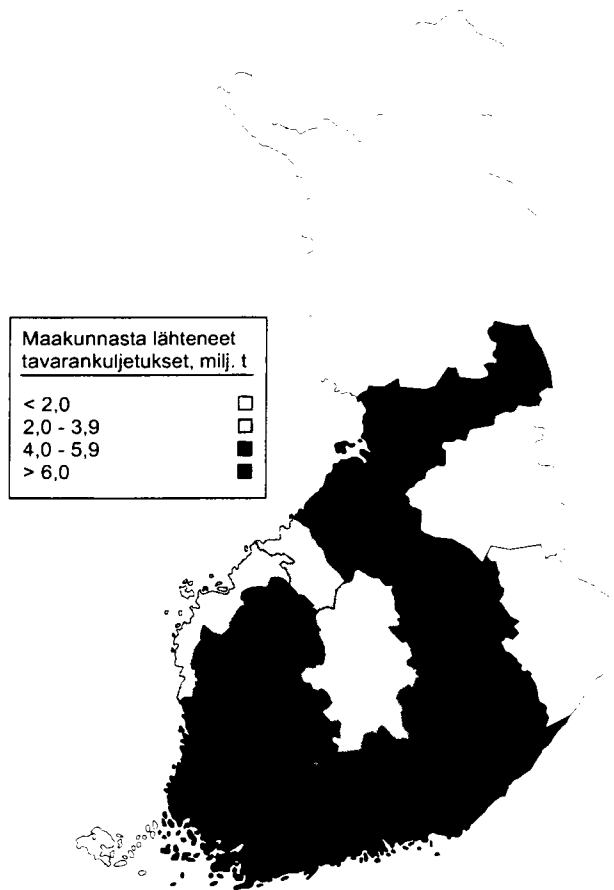 Maakunnasta lähteneet
tavarankuljetukset, milj. t
< 2,0
2,0 - 3,9
4,0 - 5,9
> 6,0